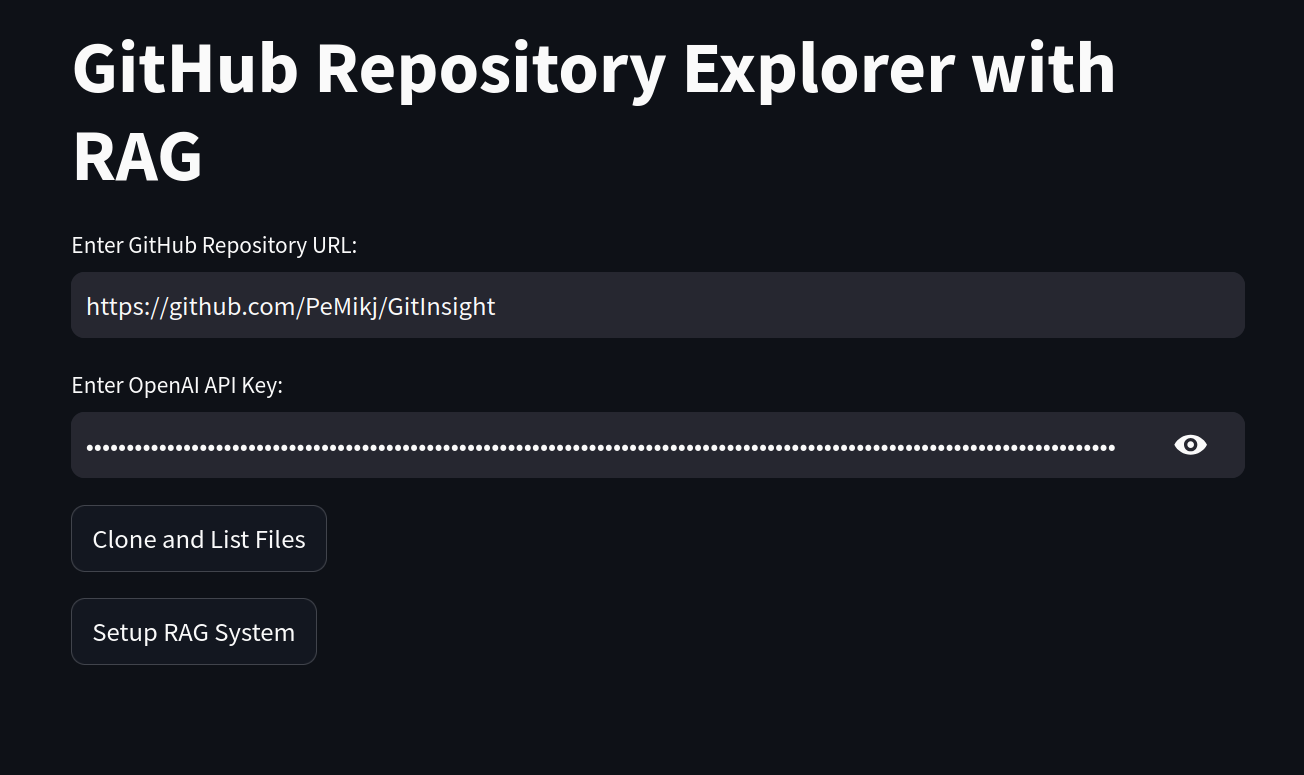 GitHub Repository Explorer with
RAG
Enter GitHub Repository URL:
https://github.com/PeMikj/GitInsight
Enter OpenAI API Key:
Clone and List Files
Setup RAG System